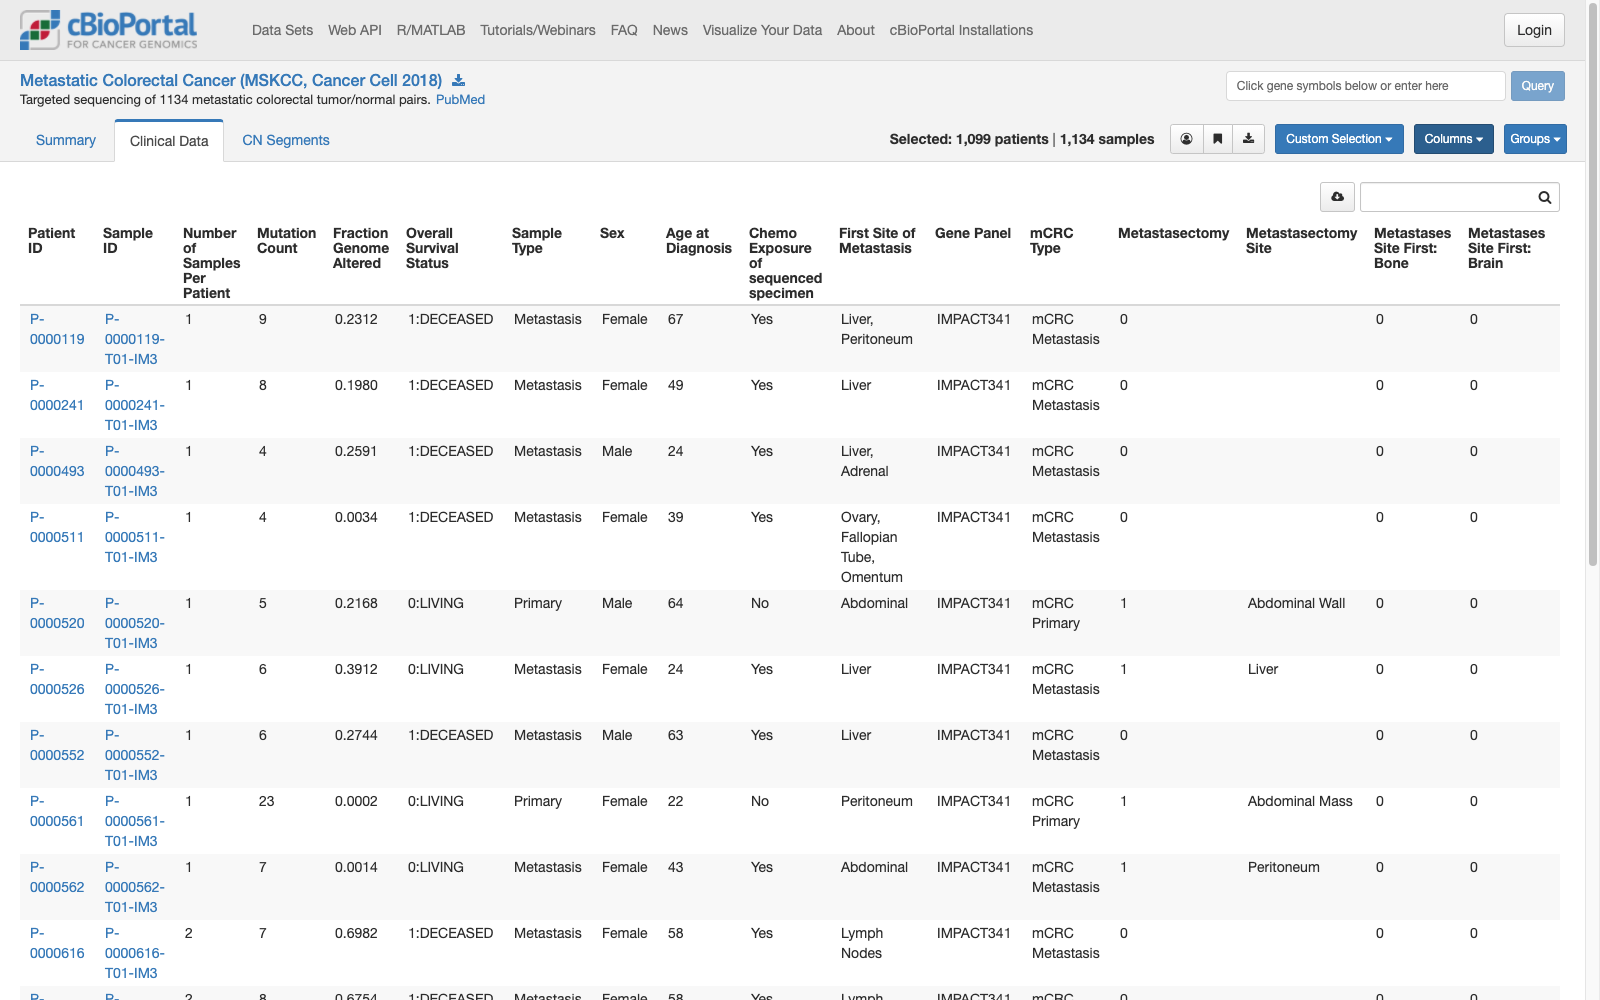 cBioPortal
FOR CANCER GENOMICS
Data Sets Web API R/MATLAB Tutorials/Webinars FAQ News Visualize Your Data About cBioPortal Installations
Login
Metastatic Colorectal Cancer (MSKCC, Cancer Cell 2018)
Targeted sequencing of 1134 metastatic colorectal tumor/normal pairs. PubMed
Click gene symbols below or enter here
Query
Summary Clinical Data CN Segments
Selected: 1,099 patients | 1,134 samples
Custom Selection Columns Groups
Patient ID Sample ID Number of Samples Per Patient Mutation Count Fraction Genome Altered Overall Survival Status Sample Type Sex Age at Diagnosis Chemo Exposure of sequenced specimen First Site of Metastasis Gene Panel mCRC Type Metastasectomy Metastasectomy Site Metastases Site First: Bone Metastases Site First: Brain
P-0000119 P-0000119-T01-IM3 1 9 0.2312 1:DECEASED Metastasis Female 67 Yes Liver, Peritoneum IMPACT341 mCRC Metastasis 0 0 0
P-0000241 P-0000241-T01-IM3 1 8 0.1980 1:DECEASED Metastasis Female 49 Yes Liver IMPACT341 mCRC Metastasis 0 0 0
P-0000493 P-0000493-T01-IM3 1 4 0.2591 1:DECEASED Metastasis Male 24 Yes Liver, Adrenal IMPACT341 mCRC Metastasis 0 0 0
P-0000511 P-0000511-T01-IM3 1 4 0.0034 1:DECEASED Metastasis Female 39 Yes Ovary, Fallopian Tube, Omentum IMPACT341 mCRC Metastasis 0 0 0
P-0000520 P-0000520-T01-IM3 1 5 0.2168 0:LIVING Primary Male 64 No Abdominal IMPACT341 mCRC Primary 1 Abdominal Wall 0 0
P-0000526 P-0000526-T01-IM3 1 6 0.3912 0:LIVING Metastasis Female 24 Yes Liver IMPACT341 mCRC Metastasis 1 Liver 0 0
P-0000552 P-0000552-T01-IM3 1 6 0.2744 1:DECEASED Metastasis Male 63 Yes Liver IMPACT341 mCRC Metastasis 0 0 0
P-0000561 P-0000561-T01-IM3 1 23 0.0002 0:LIVING Primary Female 22 No Peritoneum IMPACT341 mCRC Primary 1 Abdominal Mass 0 0
P-0000562 P-0000562-T01-IM3 1 7 0.0014 0:LIVING Metastasis Female 43 Yes Abdominal IMPACT341 mCRC Metastasis 1 Peritoneum 0 0
P-0000616 P-0000616-T01-IM3 2 7 0.6982 1:DECEASED Metastasis Female 58 Yes Lymph Nodes IMPACT341 mCRC Metastasis 0 0 0
P- P- 2 8 0.6754 1:DECEASED Metastasis Female 58 Yes Lymph IMPACT341 mCRC 0 0 0